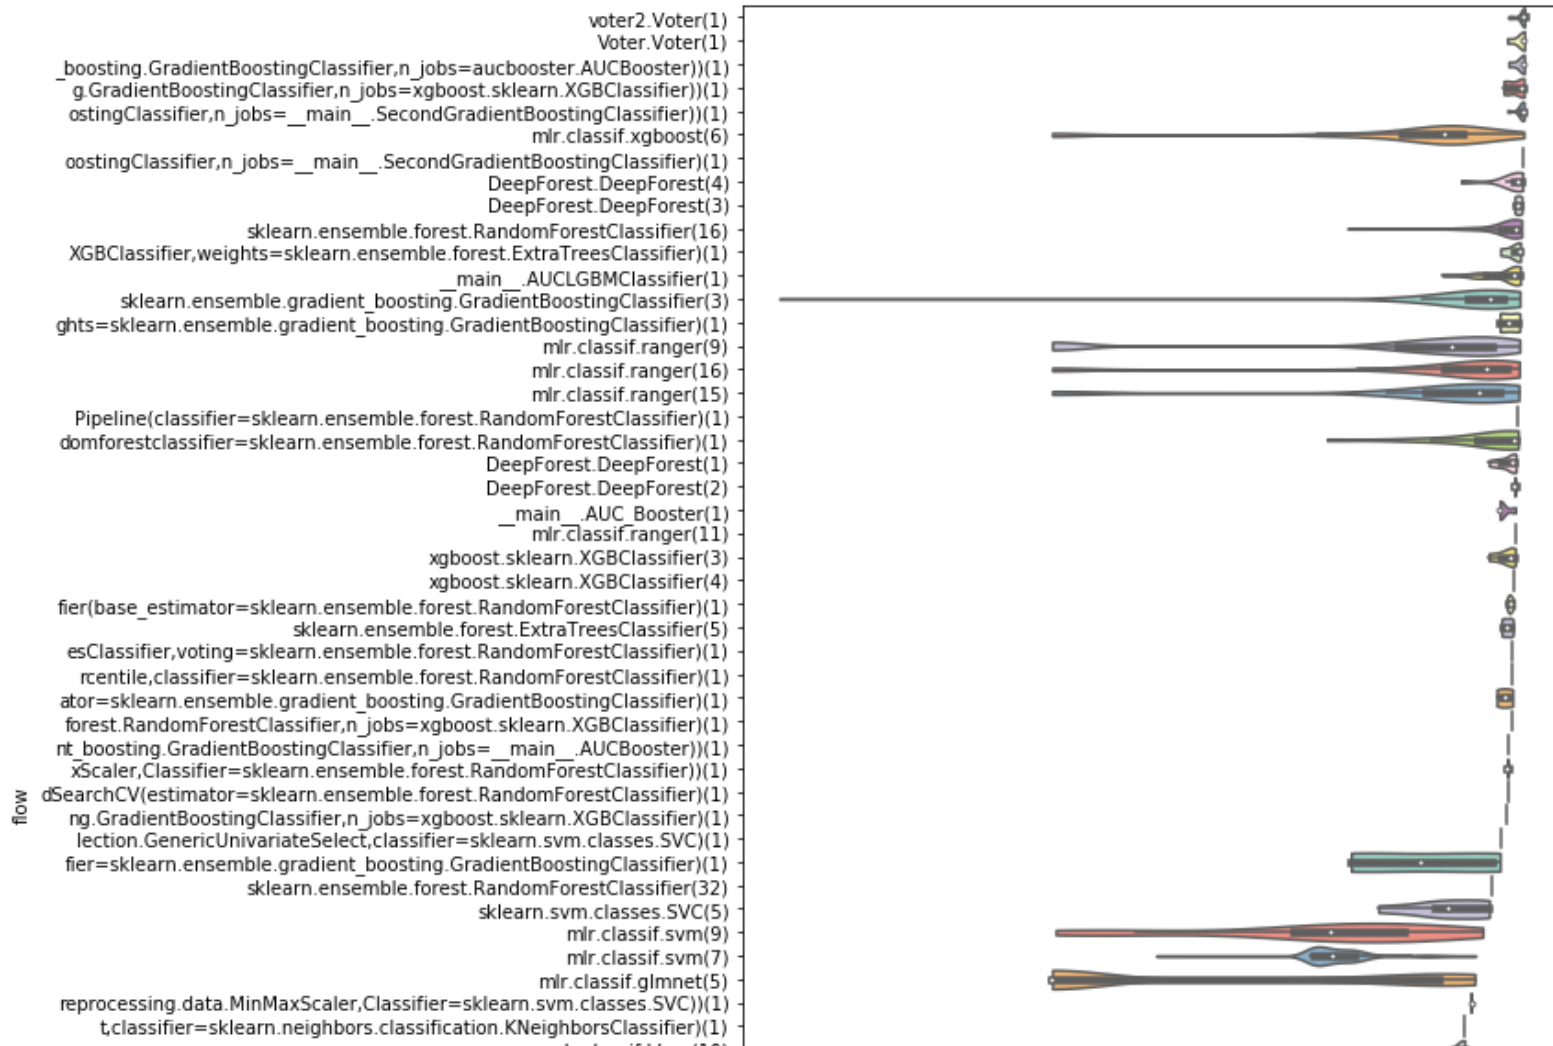 voter2.Voter(1)
Voter.Voter(1)
_boosting.GradientBoostingClassifier,n_jobs=aucbooster.AUCBooster))(1)
g.GradientBoostingClassifier,n_jobs=xgboost.sklearn.XGBClassifier))(1)
ostingClassifier,n_jobs=__main__.SecondGradientBoostingClassifier))(1)
mlr.classif.xgboost(6)
oostingClassifier,n_jobs=__main__.SecondGradientBoostingClassifier)(1)
DeepForest.DeepForest(4)
DeepForest.DeepForest(3)
sklearn.ensemble.forest.RandomForestClassifier(16)
XGBClassifier,weights=sklearn.ensemble.forest.ExtraTreesClassifier)(1)
__main__.AUCLGBMClassifier(1)
sklearn.ensemble.gradient_boosting.GradientBoostingClassifier(3)
ghts=sklearn.ensemble.gradient_boosting.GradientBoostingClassifier)(1)
mlr.classif.ranger(9)
mlr.classif.ranger(16)
mlr.classif.ranger(15)
Pipeline(classifier=sklearn.ensemble.forest.RandomForestClassifier)(1)
domforestclassifier=sklearn.ensemble.forest.RandomForestClassifier)(1)
DeepForest.DeepForest(1)
DeepForest.DeepForest(2)
__main__.AUC_Booster(1)
mlr.classif.ranger(11)
xgboost.sklearn.XGBClassifier(3)
xgboost.sklearn.XGBClassifier(4)
fier(base_estimator=sklearn.ensemble.forest.RandomForestClassifier)(1)
sklearn.ensemble.forest.ExtraTreesClassifier(5)
esClassifier,voting=sklearn.ensemble.forest.RandomForestClassifier)(1)
rcentile,classifier=sklearn.ensemble.forest.RandomForestClassifier)(1)
ator=sklearn.ensemble.gradient_boosting.GradientBoostingClassifier)(1)
forest.RandomForestClassifier,n_jobs=xgboost.sklearn.XGBClassifier)(1)
nt_boosting.GradientBoostingClassifier,n_jobs=__main__.AUCBooster))(1)
xScaler,Classifier=sklearn.ensemble.forest.RandomForestClassifier))(1)
dSearchCV(estimator=sklearn.ensemble.forest.RandomForestClassifier)(1)
flow
ng.GradientBoostingClassifier,n_jobs=xgboost.sklearn.XGBClassifier)(1)
lection.GenericUnivariateSelect,classifier=sklearn.svm.classes.SVC)(1)
fier=sklearn.ensemble.gradient_boosting.GradientBoostingClassifier)(1)
sklearn.ensemble.forest.RandomForestClassifier(32)
sklearn.svm.classes.SVC(5)
mlr.classif.svm(9)
mlr.classif.svm(7)
mlr.classif.glmnet(5)
reprocessing.data.MinMaxScaler,Classifier=sklearn.svm.classes.SVC))(1)
t,classifier=sklearn.neighbors.classification.KNeighborsClassifier)(1)